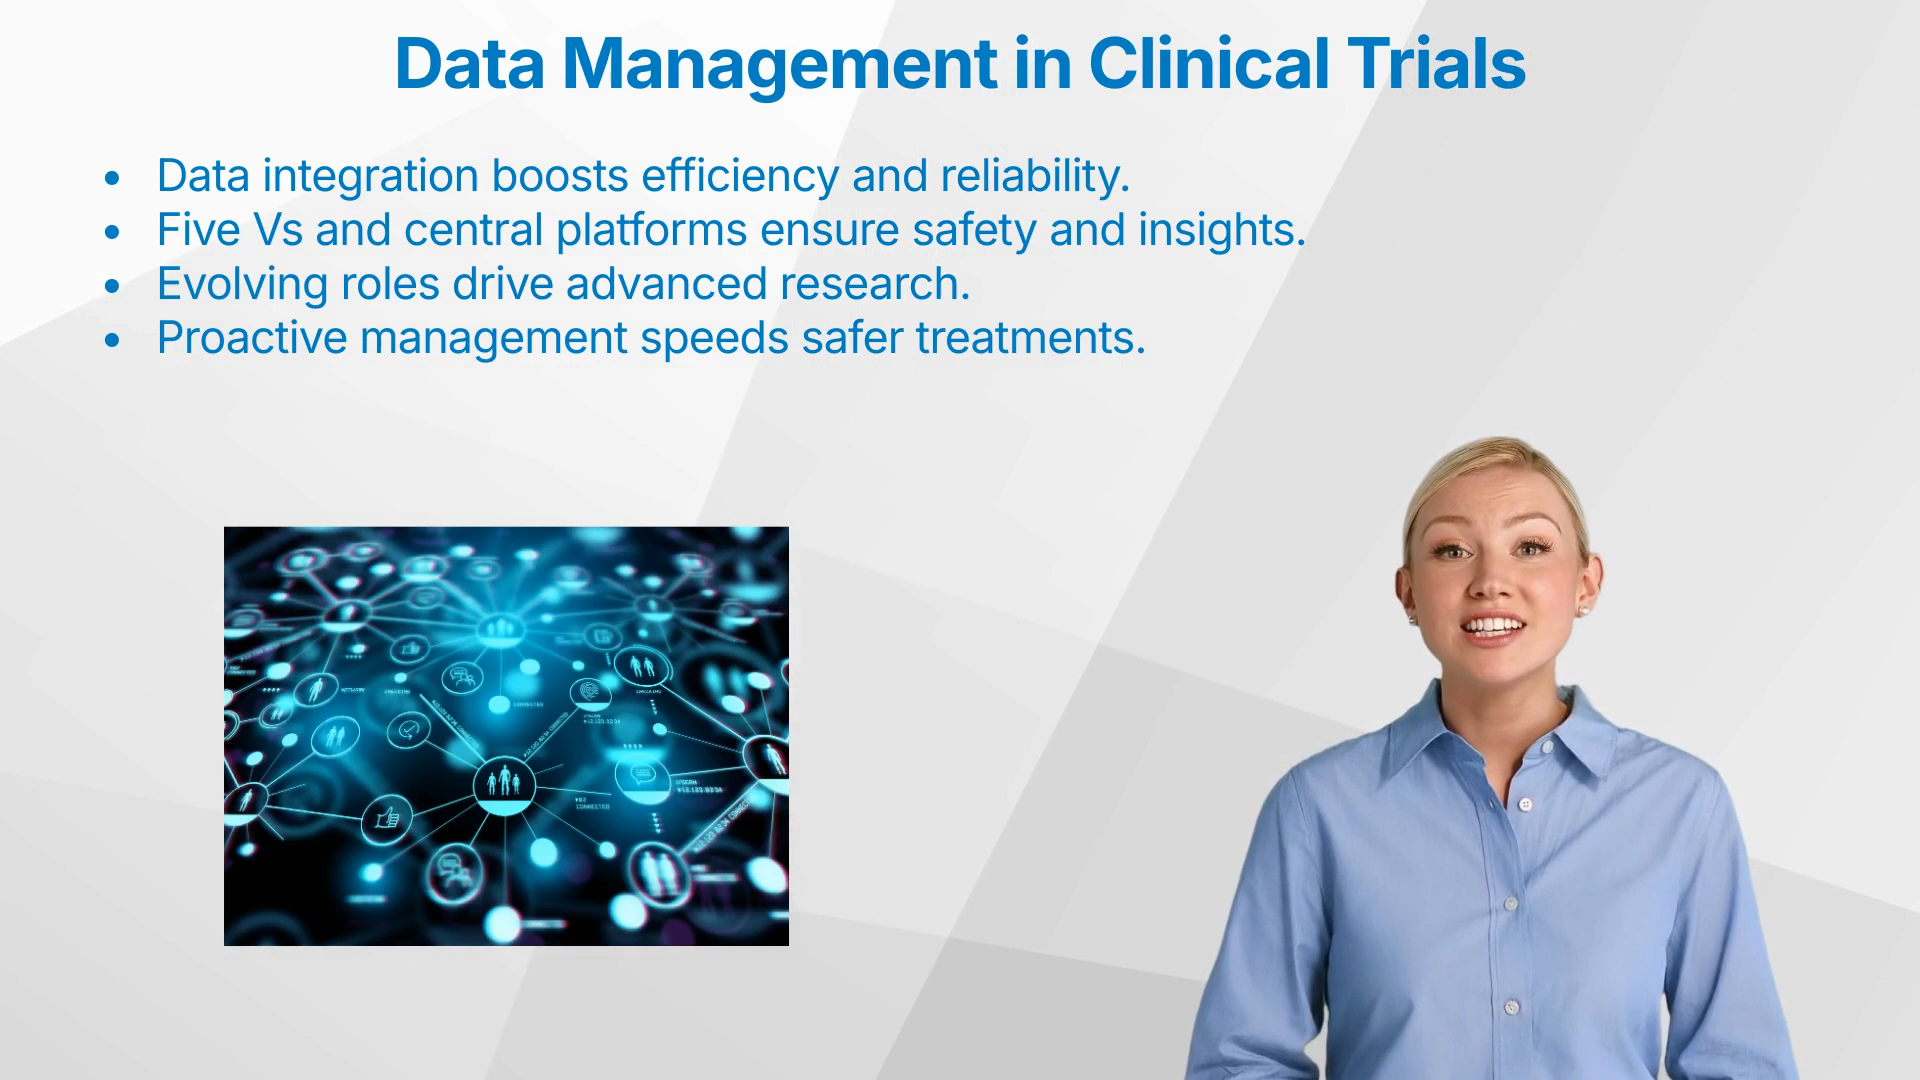 Data Management in Clinical Trials
• Data integration boosts efficiency and reliability.
• Five Vs and central platforms ensure safety and insights.
• Evolving roles drive advanced research.
• Proactive management speeds safer treatments.
CONNECTED